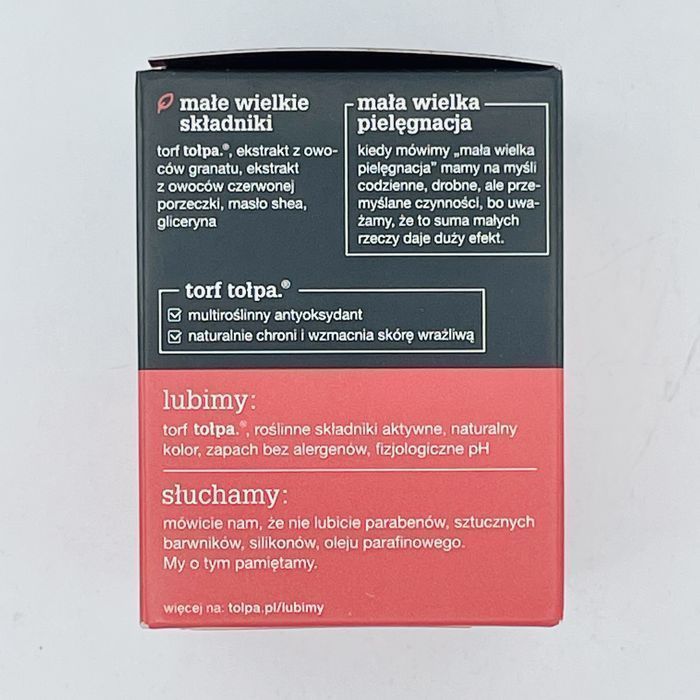 małe wielkie
składniki
torf tołpa.®, ekstrakt z owo-
ców granatu, ekstrakt
z owoców czerwonej
porzeczki, masło shea,
gliceryna
mała wielka
pielęgnacja
kiedy mówimy „mała wielka
pielęgnacja” mamy na myśli
codzienne, drobne, ale prze-
myślane czynności, bo uwa-
żamy, że to suma małych
rzeczy daje duży efekt.
torf tołpa.®
multiroślinny antyoksydant
naturalnie chroni i wzmacnia skórę wrażliwą
lubimy:
torf tołpa.®, roślinne składniki aktywne, naturalny
kolor, zapach bez alergenów, fizjologiczne pH
słuchamy:
mówicie nam, że nie lubicie parabenów, sztucznych
barwników, silikonów, oleju parafinowego.
My o tym pamiętamy.
więcej na: tolpa.pl/lubimy